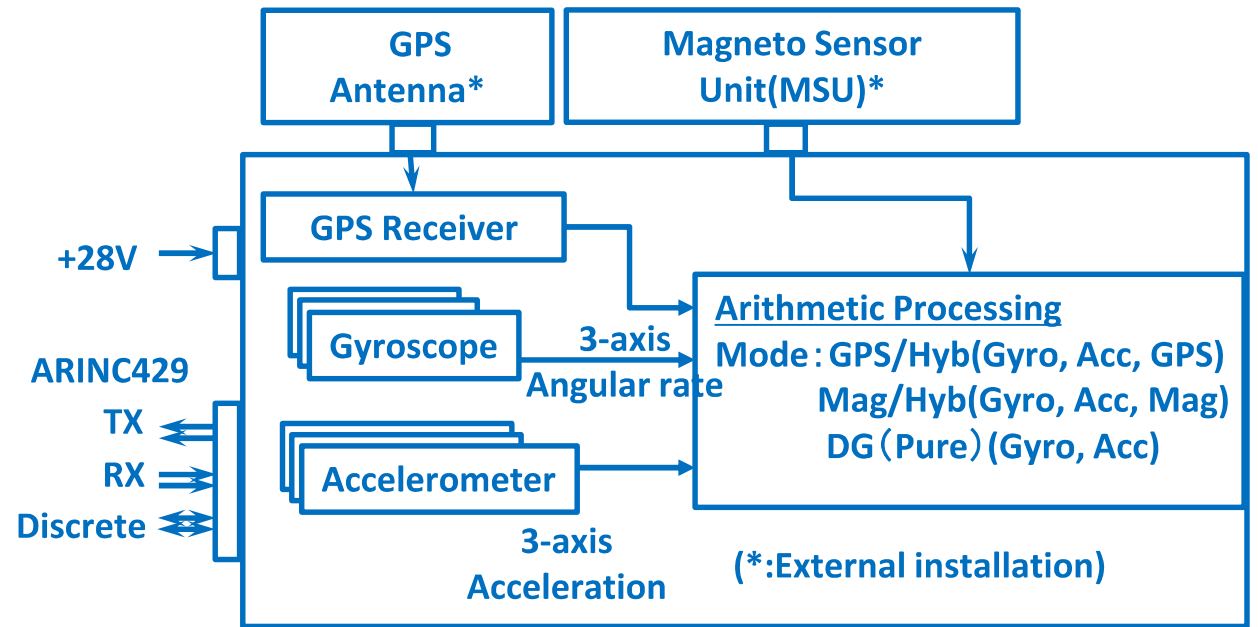 GPS
Antenna*
Magneto Sensor
Unit(MSU)*
GPS Receiver
+28V
Arithmetic Processing
Mode：GPS/Hyb(Gyro, Acc, GPS)
Mag/Hyb(Gyro, Acc, Mag)
DG（Pure）(Gyro, Acc)
Gyroscope
3-axis
Angular rate
ARINC429
TX
RX
Discrete
Accelerometer
3-axis
Acceleration
(*:External installation)